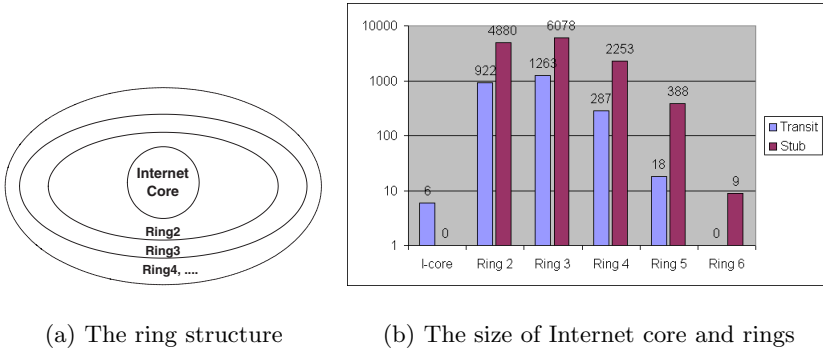 Internet
Core
Ring2
Ring3
Ring4, ....
(a) The ring structure
10000
1000
100
10
1
6
0
922
4880
1263
6078
287
2253
18
388
0
9
I-core
Ring 2
Ring 3
Ring 4
Ring 5
Ring 6
Transit
Stub
(b) The size of Internet core and rings